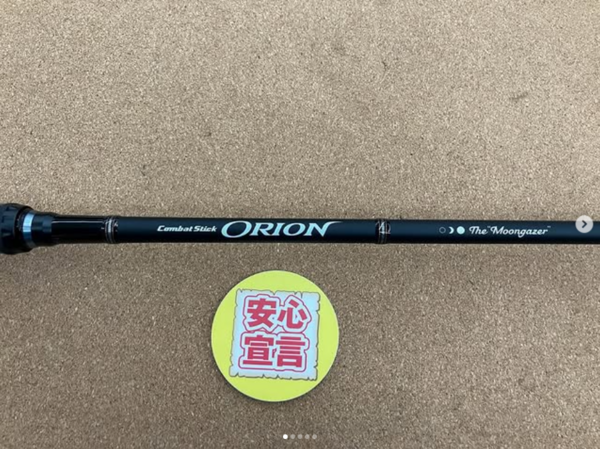 Combat Stick ORION
The Moongazer
安心
宣言